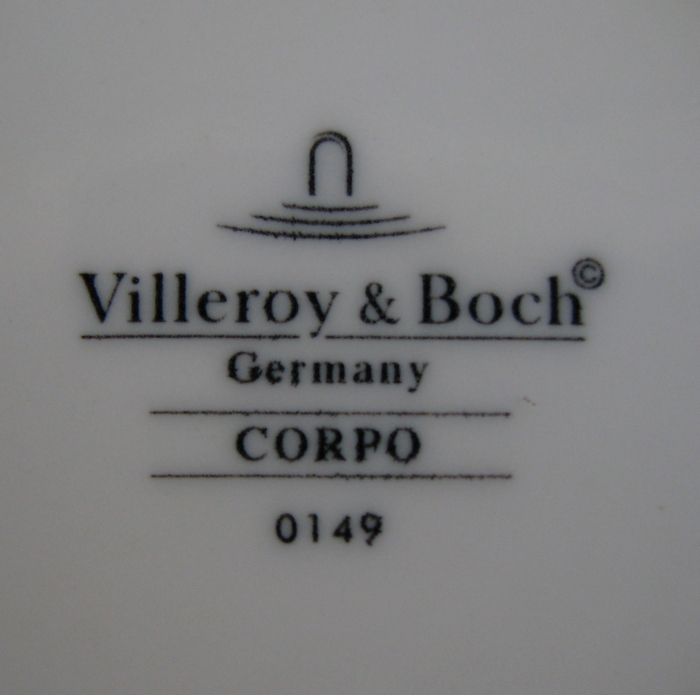 Villeroy & Boch©
Germany
CORPO
0149